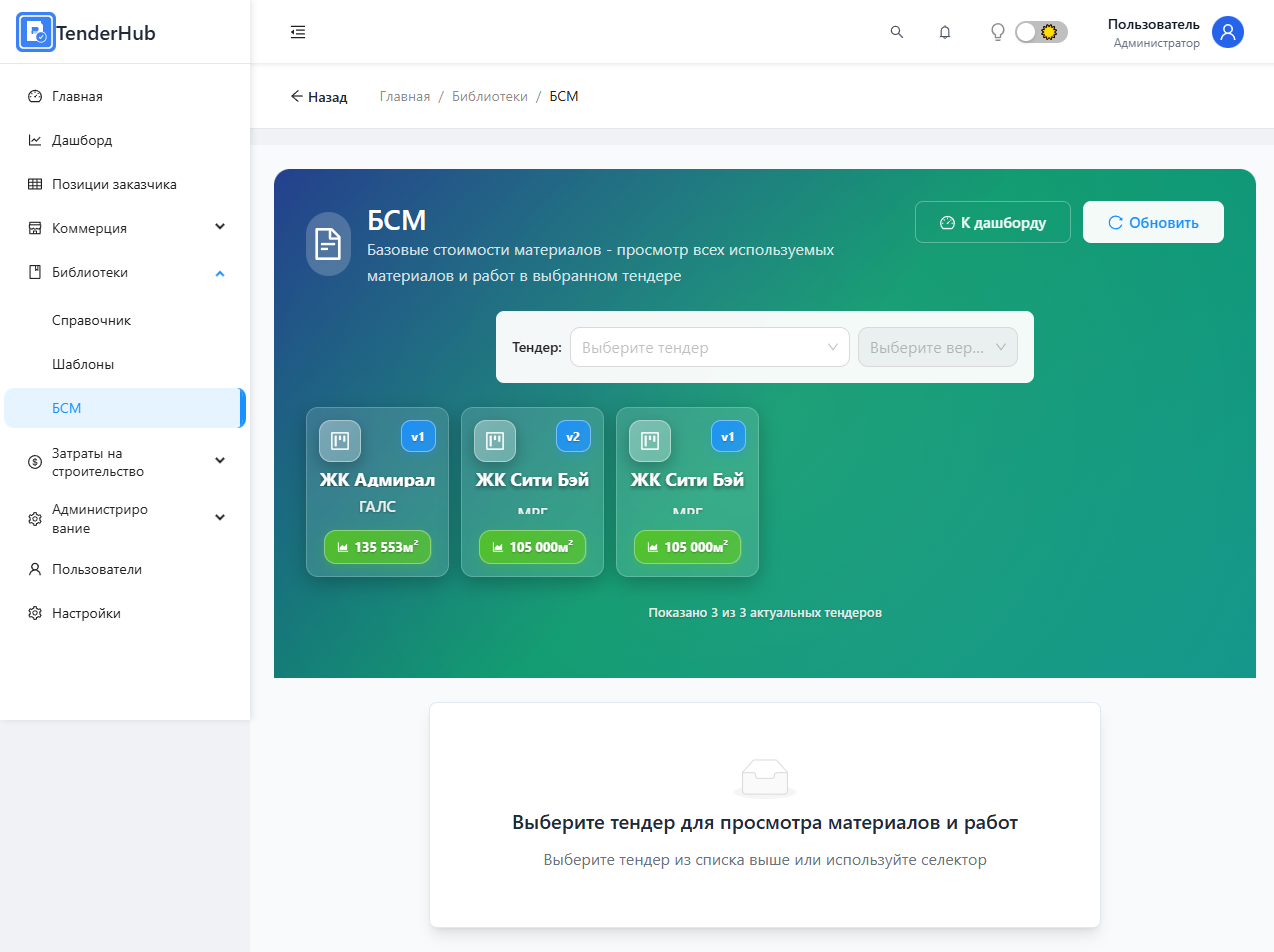 TenderHub
Пользователь
Администратор
Главная
Дашборд
Позиции заказчика
Коммерция
Библиотеки
Справочник
Шаблоны
БСМ
Затраты на
строительство
Администриро
вание
Пользователи
Настройки
Назад
Главная / Библиотеки / БСМ
БСМ
Базовые стоимости материалов - просмотр всех используемых
материалов и работ в выбранном тендере
К дашборду
Обновить
Тендер: Выберите тендер Выберите вер...
v1
ЖК Адмирал
ГАЛС
135 553м²
v2
ЖК Сити Бэй
МРГ
105 000м²
v1
ЖК Сити Бэй
МРГ
105 000м²
Показано 3 из 3 актуальных тендеров
Выберите тендер для просмотра материалов и работ
Выберите тендер из списка выше или используйте селектор